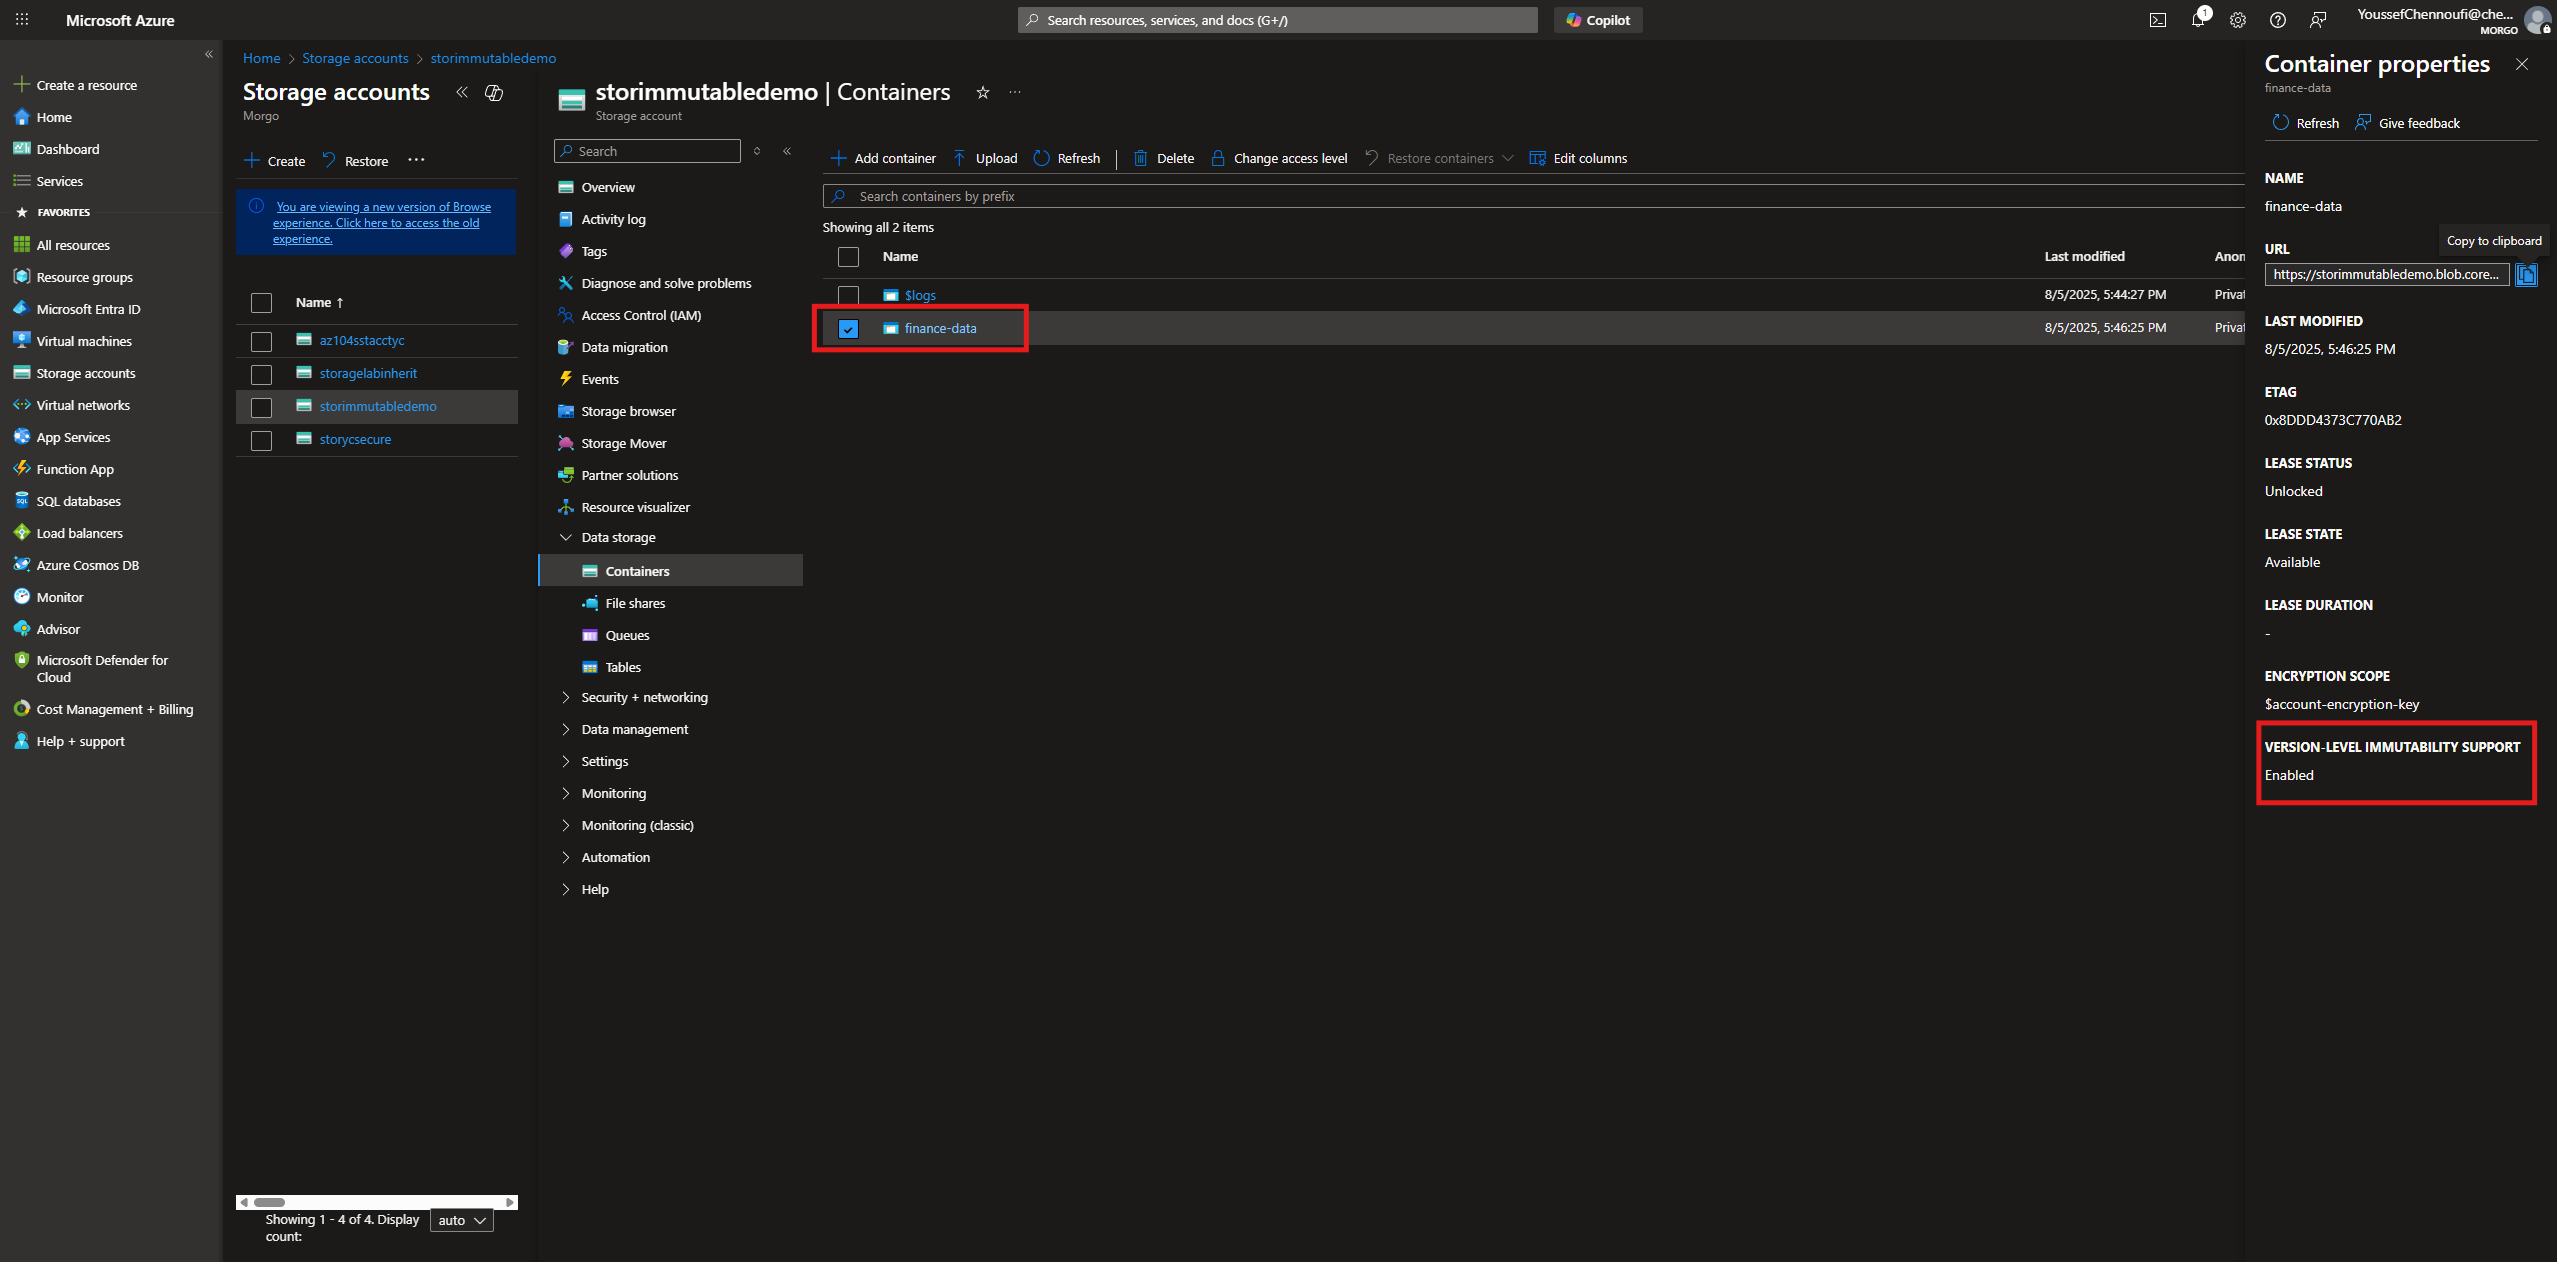 Microsoft Azure
Search resources, services, and docs (G+/)
Copilot
1
YoussefChennoufi@che...
MORGO
Create a resource
Home
Dashboard
Services
FAVORITES
All resources
Resource groups
Microsoft Entra ID
Virtual machines
Storage accounts
Virtual networks
App Services
Function App
SQL databases
Load balancers
Azure Cosmos DB
Monitor
Advisor
Microsoft Defender for
Cloud
Cost Management + Billing
Help + support
Home > Storage accounts > storimmutabledemo
Storage accounts
Morgo
Create
Restore
...
You are viewing a new version of Browse
experience. Click here to access the old
experience.
Name ↑
az104sstacctyc
storagelabinherit
storimmutabledemo
storycsecure
Showing 1 - 4 of 4. Display
count:
auto
storimmutabledemo | Containers
...
Storage account
Search
Overview
Activity log
Tags
Diagnose and solve problems
Access Control (IAM)
Data migration
Events
Storage browser
Storage Mover
Partner solutions
Resource visualizer
Data storage
Containers
File shares
Queues
Tables
Security + networking
Data management
Settings
Monitoring
Monitoring (classic)
Automation
Help
Add container
Upload
Refresh
Delete
Change access level
Restore containers
Edit columns
Search containers by prefix
Showing all 2 items
Name
Last modified
Anon
$logs
8/5/2025, 5:44:27 PM
Privat
finance-data
8/5/2025, 5:46:25 PM
Privat
Container properties
finance-data
Refresh
Give feedback
NAME
finance-data
Copy to clipboard
URL
https://storimmutabledemo.blob.core...
LAST MODIFIED
8/5/2025, 5:46:25 PM
ETAG
0x8DDD4373C770AB2
LEASE STATUS
Unlocked
LEASE STATE
Available
LEASE DURATION
-
ENCRYPTION SCOPE
$account-encryption-key
VERSION-LEVEL IMMUTABILITY SUPPORT
Enabled